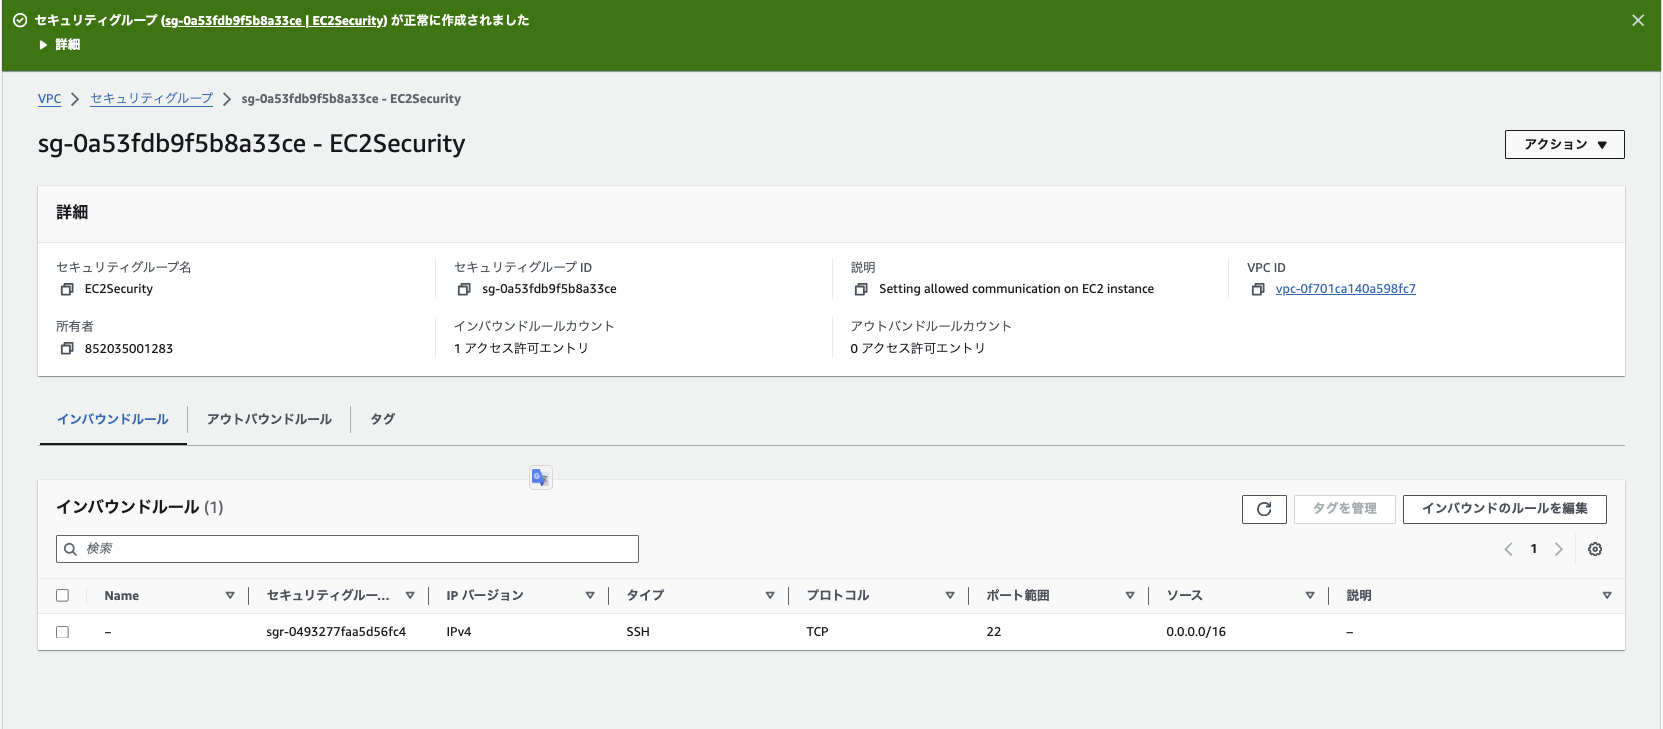 セキュリティグループ (sg-0a53fdb9f5b8a33ce | EC2Security) が正常に作成されました
詳細
VPC
セキュリティグループ
sg-0a53fdb9f5b8a33ce - EC2Security
sg-0a53fdb9f5b8a33ce - EC2Security
アクション
詳細
セキュリティグループ名
EC2Security
セキュリティグループ ID
sg-0a53fdb9f5b8a33ce
説明
Setting allowed communication on EC2 instance
VPC ID
vpc-0f701ca140a598fc7
所有者
852035001283
インバウンドルールカウント
1 アクセス許可エントリ
アウトバンドルールカウント
0 アクセス許可エントリ
インバウンドルール
アウトバウンドルール
タグ
インバウンドルール (1)
タグを管理
インバウンドのルールを編集
検索
1
Name
セキュリティグルー...
IP バージョン
タイプ
プロトコル
ポート範囲
ソース
説明
–
sgr-0493277faa5d56fc4
IPv4
SSH
TCP
22
0.0.0.0/16
–